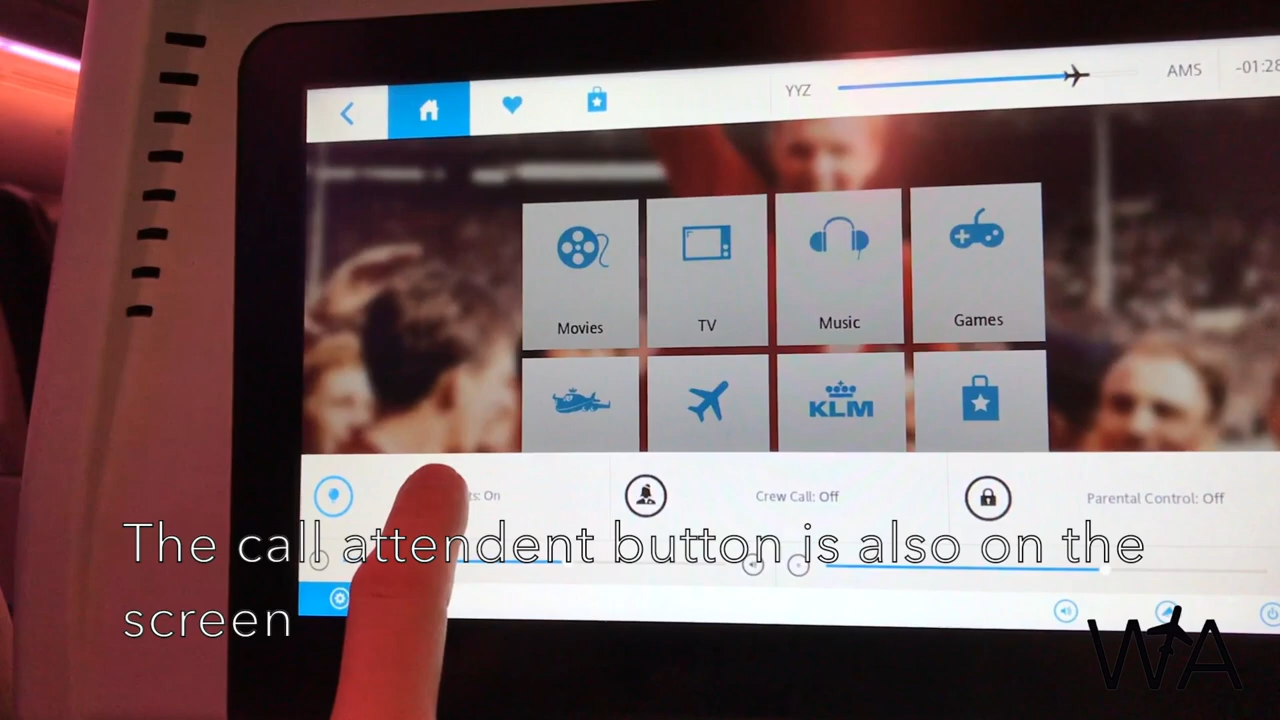 YYZ
AMS
-01:28
Movies
TV
Music
Games
KLM
ts: On
Crew Call: Off
Parental Control: Off
The call attendent button is also on the
screen
WA